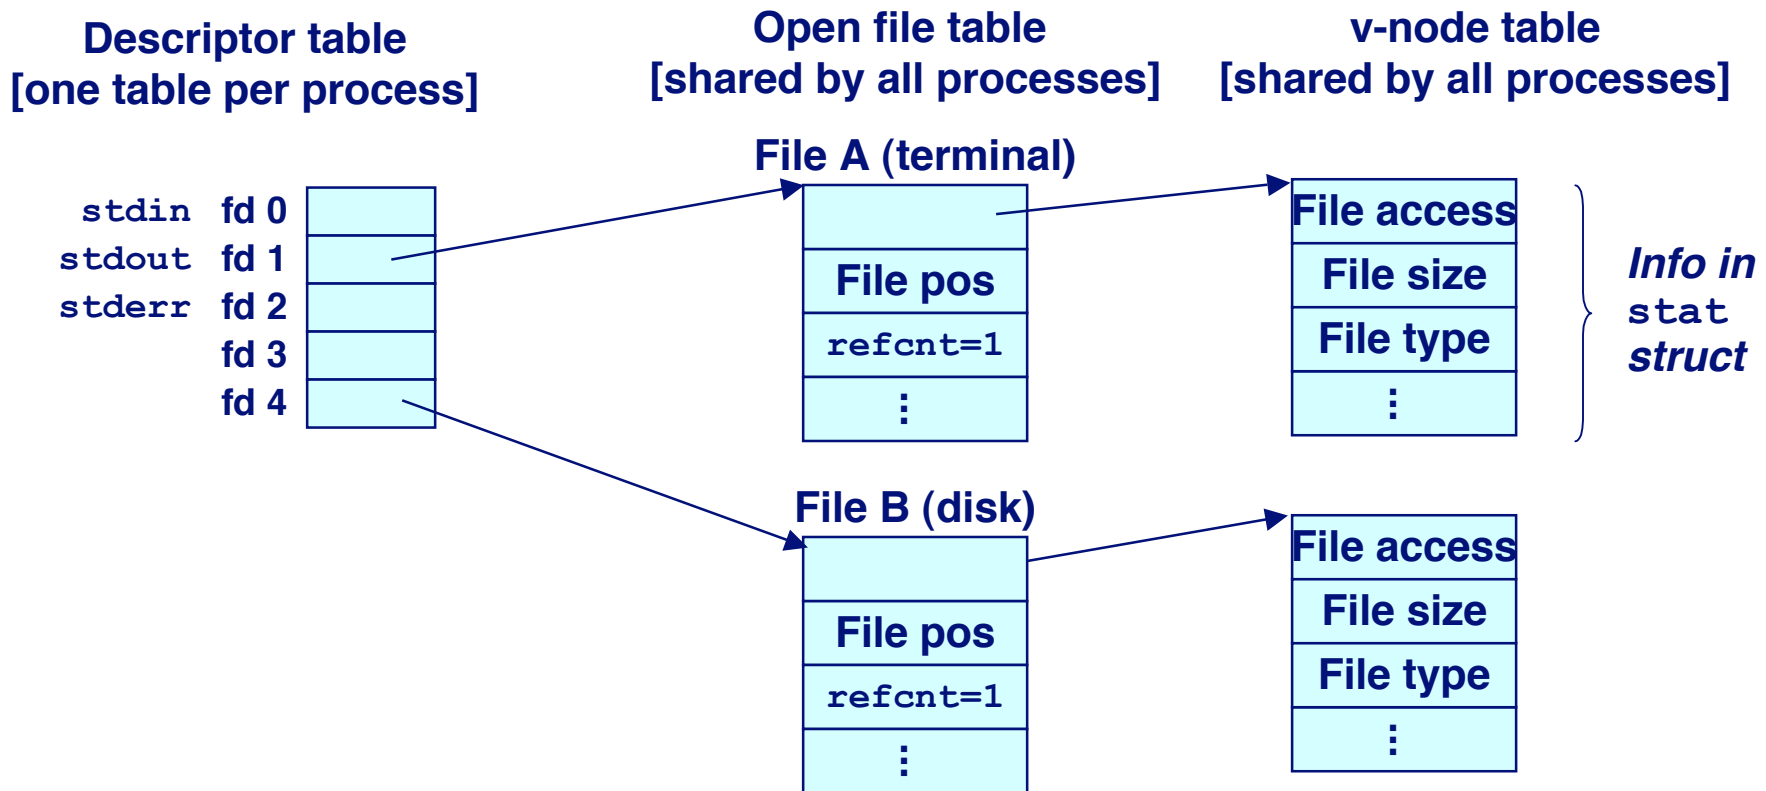 Descriptor table
[one table per process]
Open file table
[shared by all processes]
v-node table
[shared by all processes]
stdin fd 0
stdout fd 1
stderr fd 2
fd 3
fd 4
File A (terminal)
File pos
refcnt=1
⋮
File access
File size
File type
⋮
Info in
stat
struct
File B (disk)
File pos
refcnt=1
⋮
File access
File size
File type
⋮